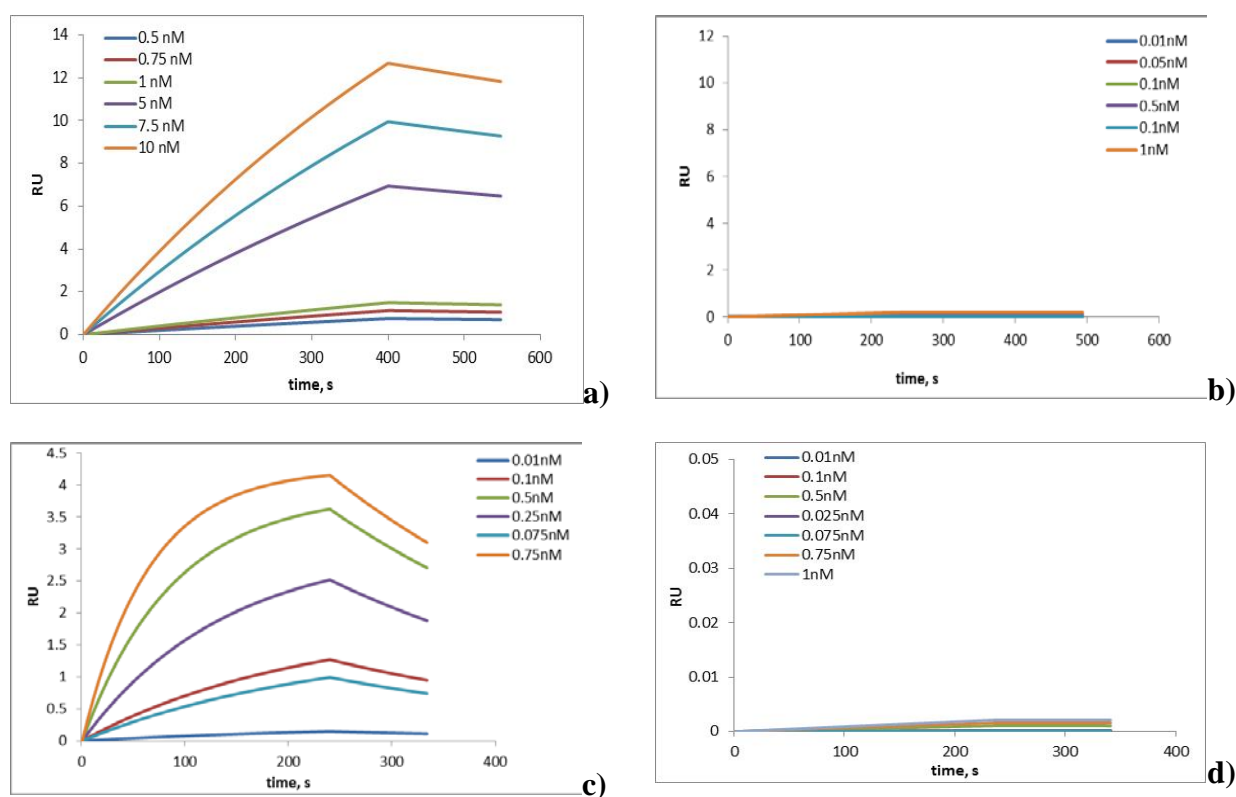 14
12
10
8
6
4
2
0
RU
0.5 nM
0.75 nM
1 nM
5 nM
7.5 nM
10 nM
0 100 200 300 400 500 600
time, s
a)
12
10
8
6
4
2
0
RU
0.01nM
0.05nM
0.1nM
0.5nM
0.1nM
1nM
0 100 200 300 400 500 600
time, s
b)
4.5
4
3.5
3
2.5
2
1.5
1
0.5
0
RU
0.01nM
0.1nM
0.5nM
0.25nM
0.075nM
0.75nM
0 100 200 300 400
time, s
c)
0.05
0.04
0.03
0.02
0.01
0
RU
0.01nM
0.1nM
0.5nM
0.025nM
0.075nM
0.75nM
1nM
0 100 200 300 400
time, s
d)